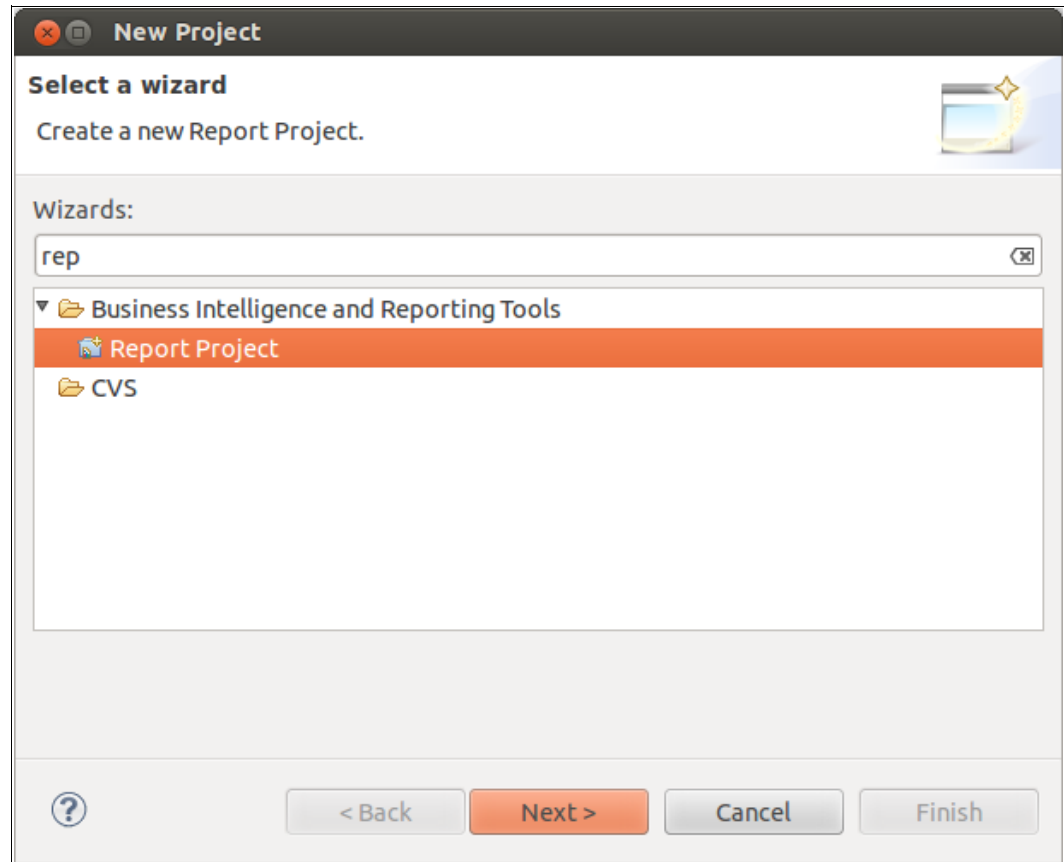 New Project
Select a wizard
Create a new Report Project.
Wizards:
rep
Business Intelligence and Reporting Tools
Report Project
CVS
?
< Back
Next >
Cancel
Finish